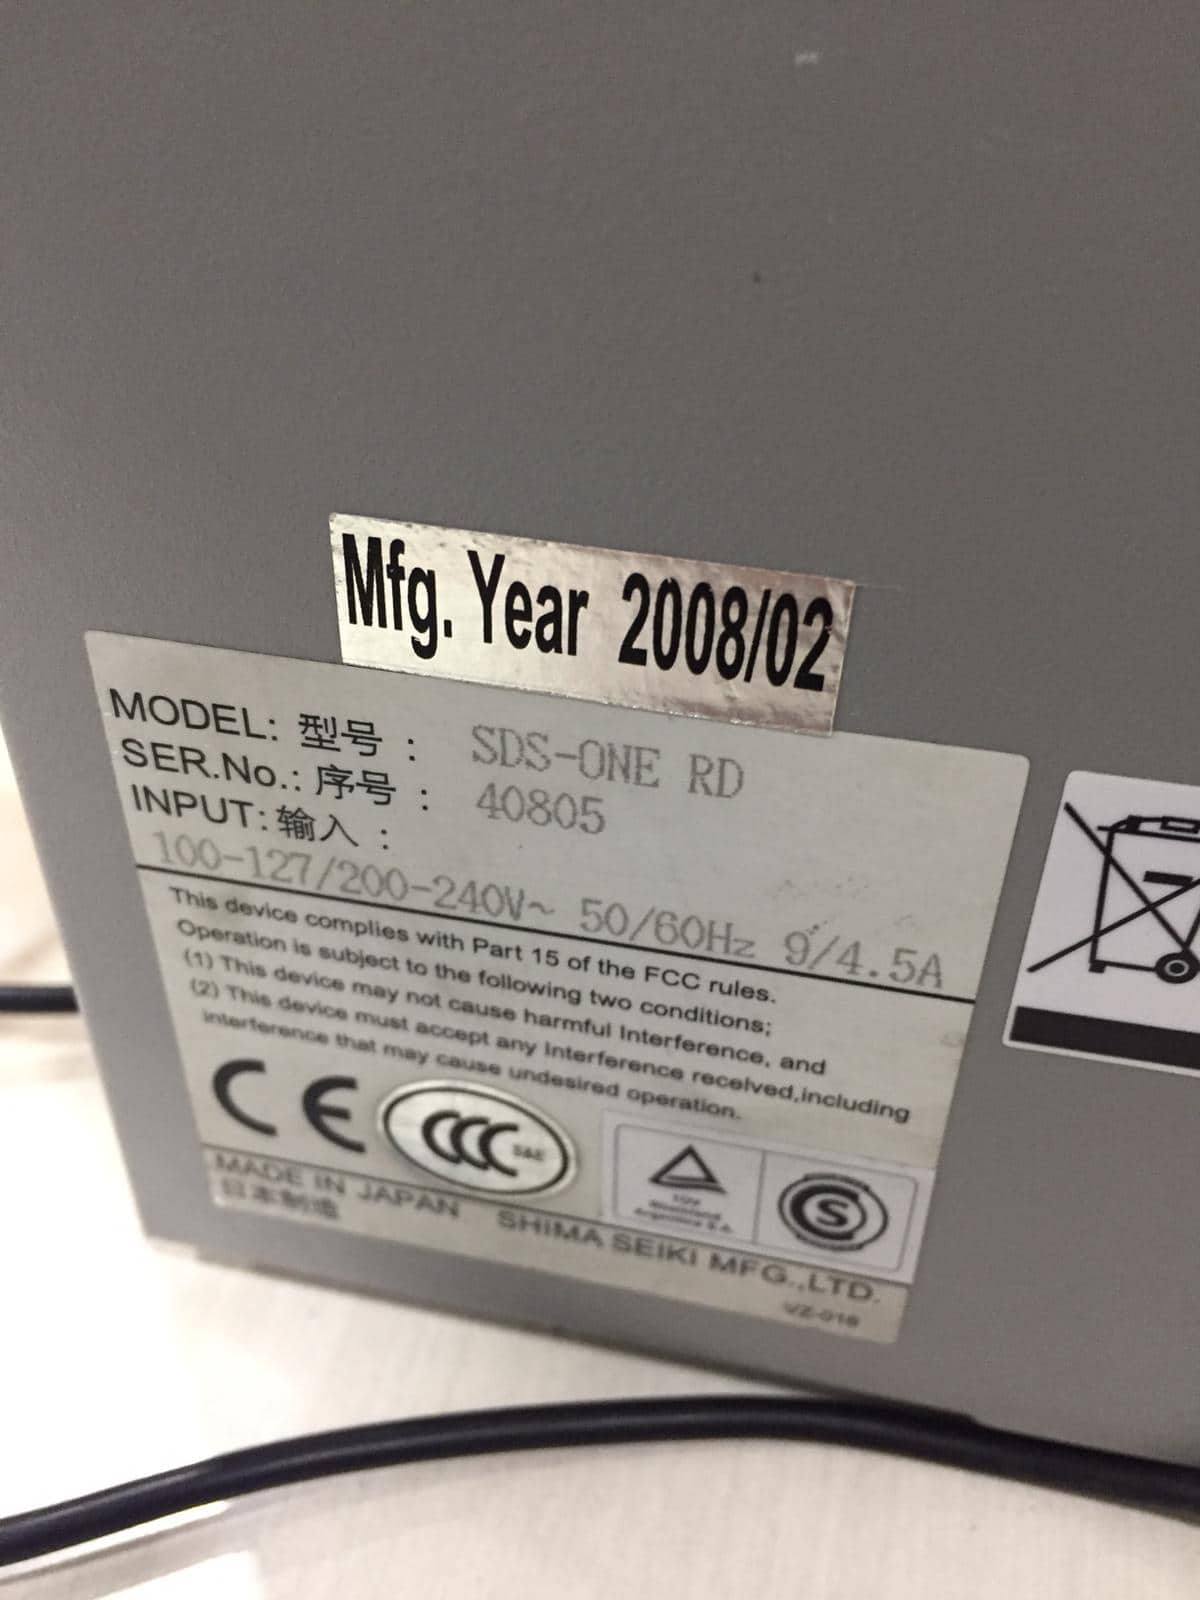 Mfg. Year 2008/02
MODEL: 型号 : SDS-ONE RD
SER.No.: 序号 : 40805
INPUT: 输入 :
100-127/200-240V~ 50/60Hz 9/4.5A
This device complies with Part 15 of the FCC rules.
Operation is subject to the following two conditions;
(1) This device may not cause harmful Interference, and
(2) This device must accept any Interference received,including
interference that may cause undesired operation.
CE CCC S&E
TÜV
Rheinland
Argentina S.A.
S
MADE IN JAPAN SHIMA SEIKI MFG.,LTD.
日本制造
VZ-018